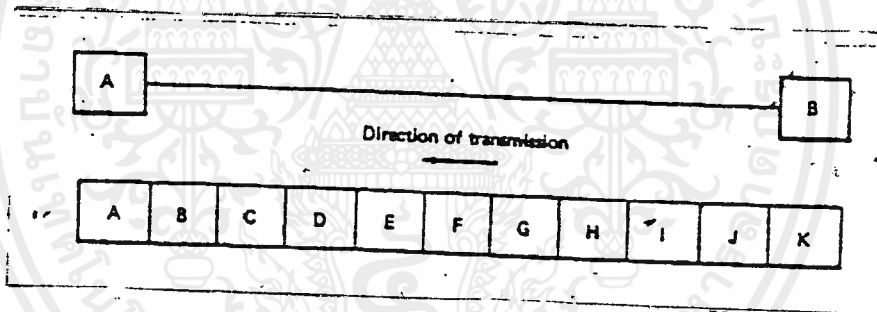 A
B
Direction of transmission
A B C D E F G H I J K